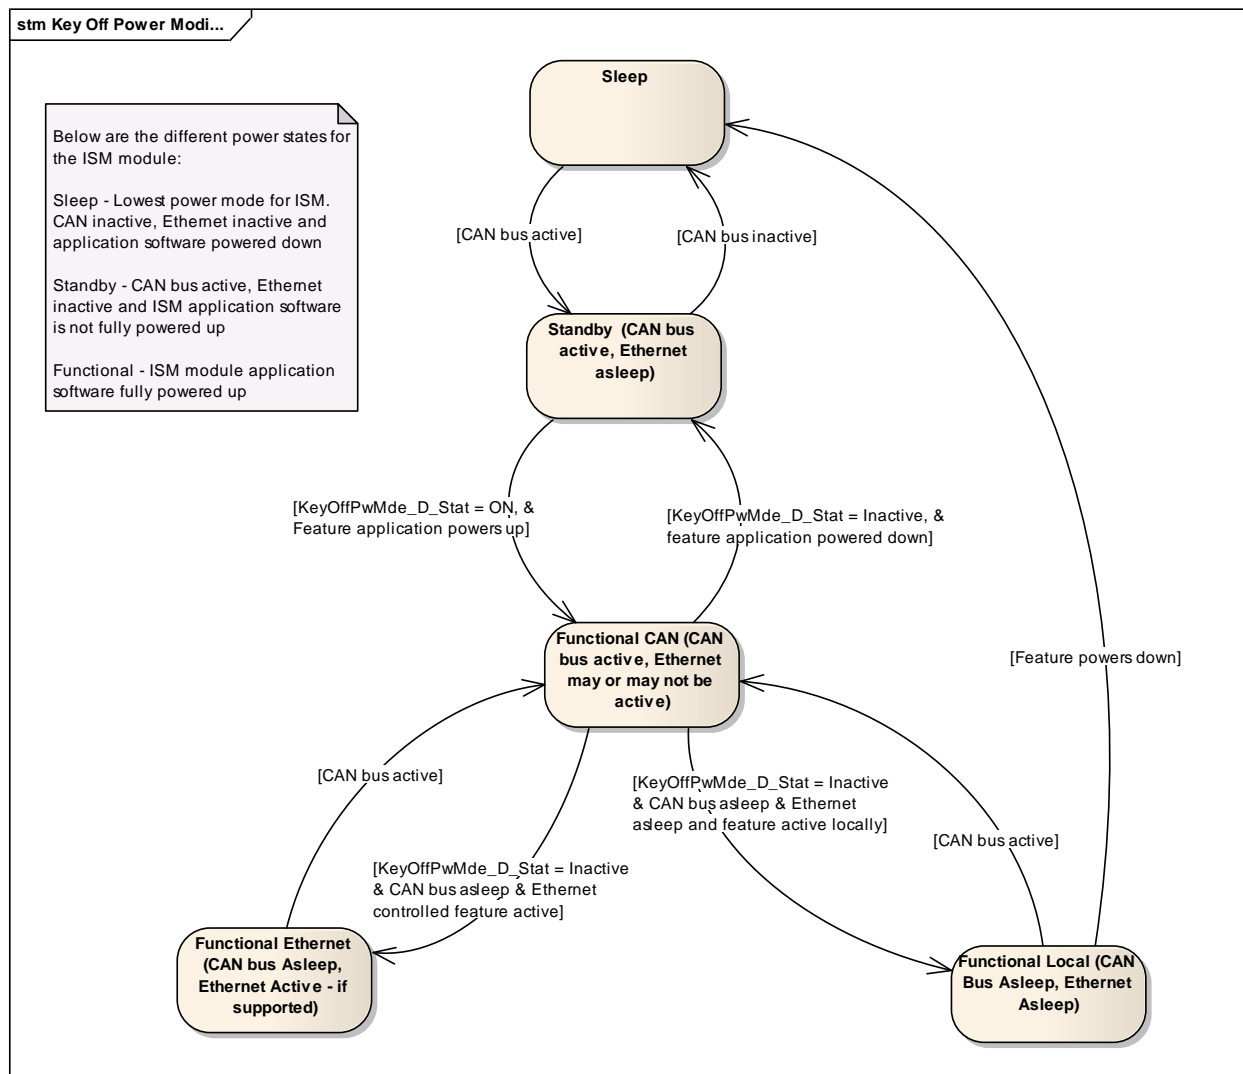 stm Key Off Power Modi...
Sleep
Below are the different power states for
the ISM module:
Sleep - Lowest power mode for ISM.
CAN inactive, Ethernet inactive and
application software powered down
Standby - CAN bus active, Ethernet
inactive and ISM application software
is not fully powered up
Functional - ISM module application
software fully powered up
[CAN bus active]
[CAN bus inactive]
Standby (CAN bus
active, Ethernet
asleep)
[KeyOffPwMde_D_Stat = ON, &
Feature application powers up]
[KeyOffPwMde_D_Stat = Inactive, &
feature application powered down]
Functional CAN (CAN
bus active, Ethernet
may or may not be
active)
[Feature powers down]
[CAN bus active]
[KeyOffPwMde_D_Stat = Inactive
& CAN bus asleep & Ethernet
asleep and feature active locally]
[CAN bus active]
[KeyOffPwMde_D_Stat = Inactive
& CAN bus asleep & Ethernet
controlled feature active]
Functional Ethernet
(CAN bus Asleep,
Ethernet Active - if
supported)
Functional Local (CAN
Bus Asleep, Ethernet
Asleep)